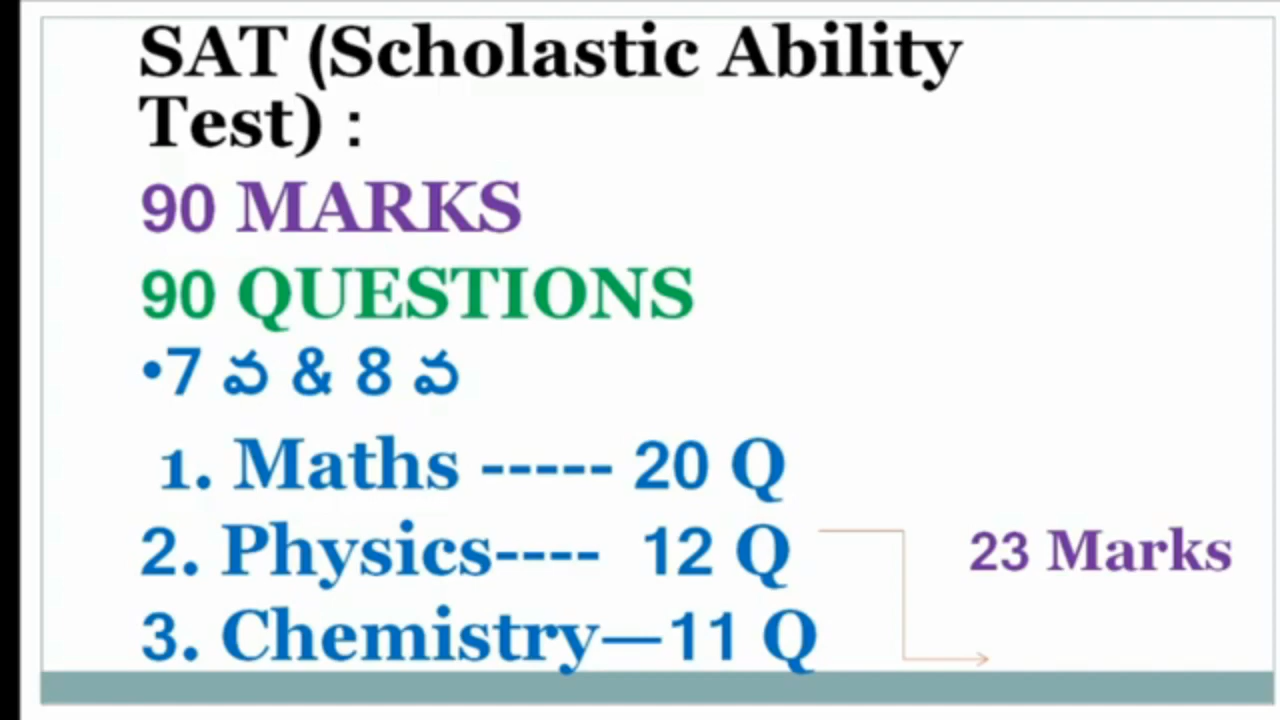 SAT (Scholastic Ability
Test) :
90 MARKS
90 QUESTIONS
•7 వ & 8 వ
1. Maths ----- 20 Q
2. Physics---- 12 Q
23 Marks
3. Chemistry—11 Q